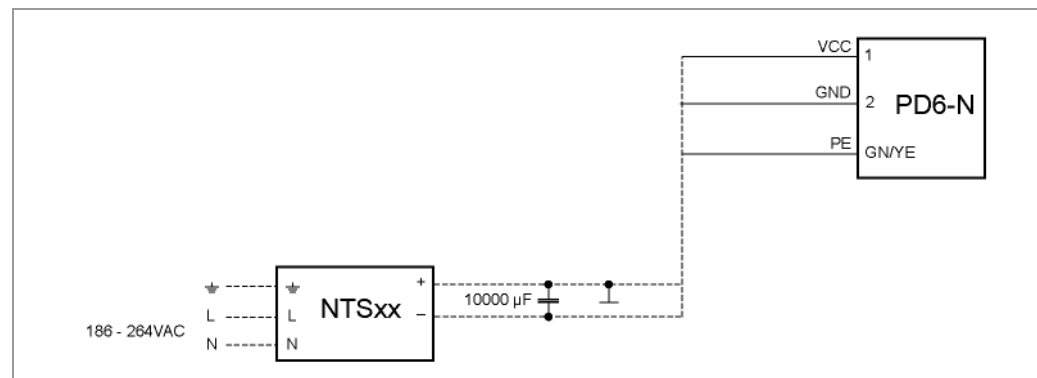 VCC
1
GND
2
PD6-N
PE
GN/YE
+
10000 µF
NTSxx
L
L
−
186 - 264VAC
N
N